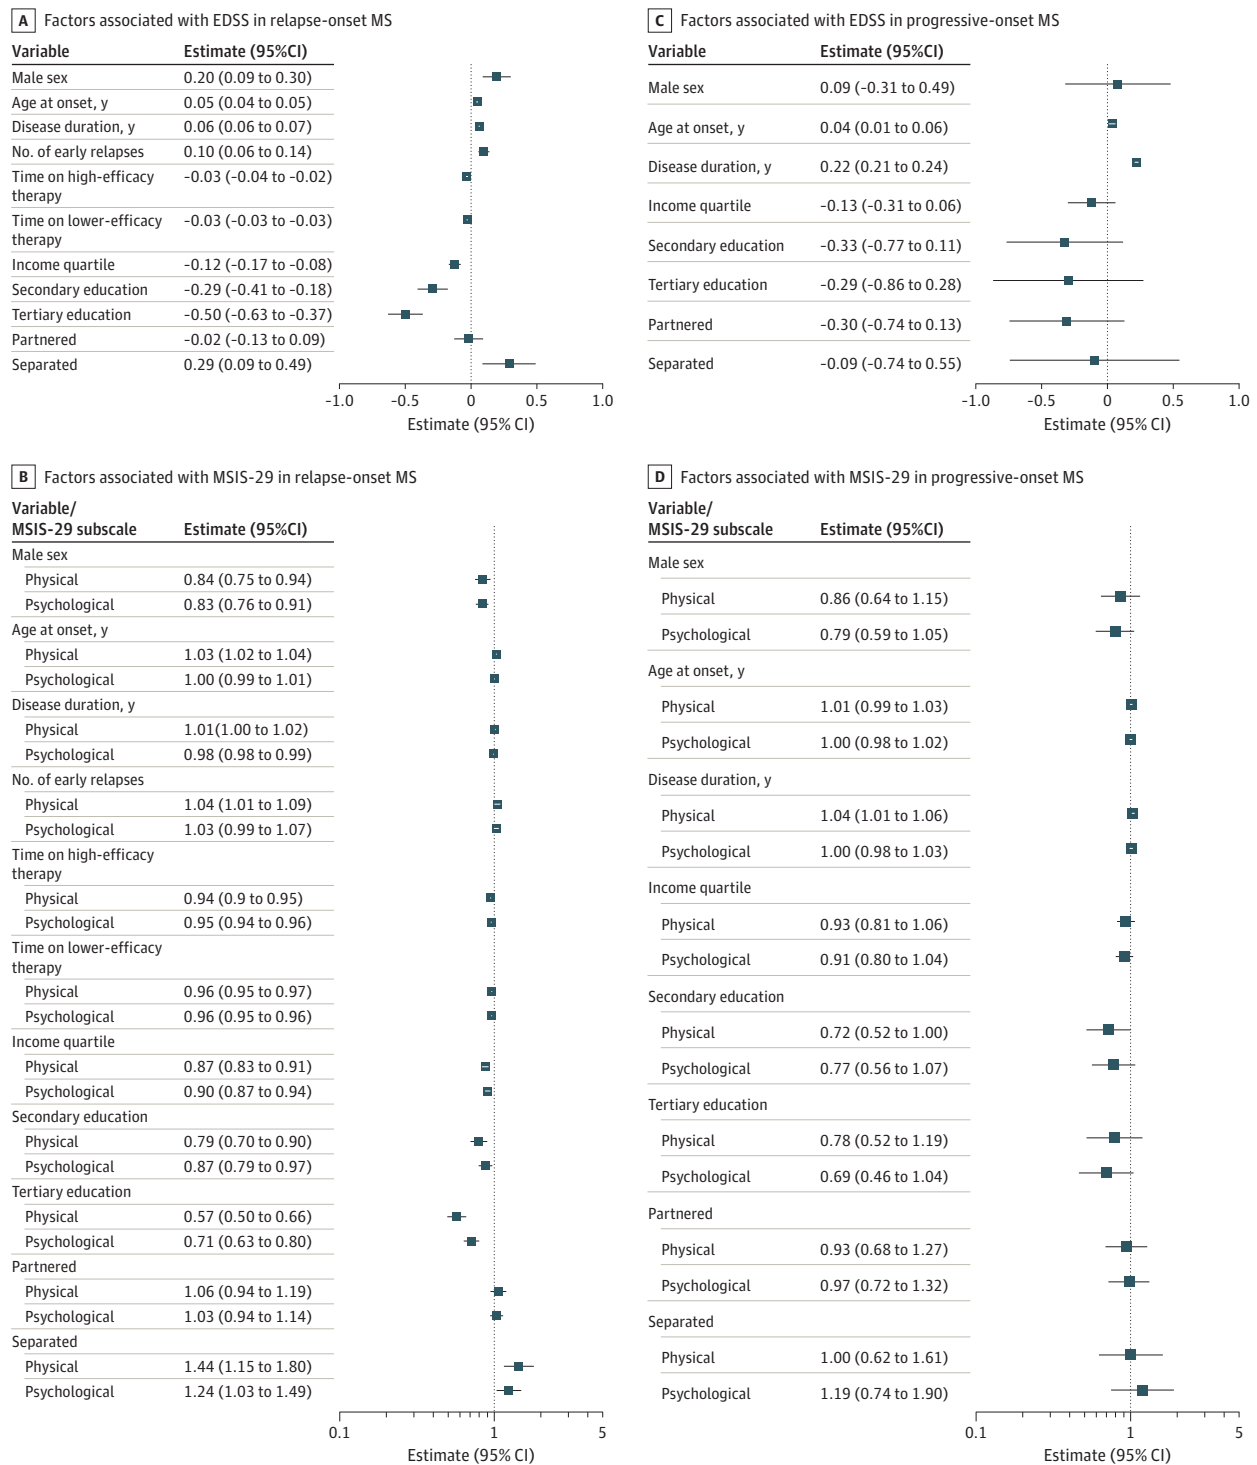 A Factors associated with EDSS in relapse-onset MS
Variable Estimate (95%CI)
Male sex 0.20 (0.09 to 0.30)
Age at onset, y 0.05 (0.04 to 0.05)
Disease duration, y 0.06 (0.06 to 0.07)
No. of early relapses 0.10 (0.06 to 0.14)
Time on high-efficacy -0.03 (-0.04 to -0.02)
therapy
Time on lower-efficacy -0.03 (-0.03 to -0.03)
therapy
Income quartile -0.12 (-0.17 to -0.08)
Secondary education -0.29 (-0.41 to -0.18)
Tertiary education -0.50 (-0.63 to -0.37)
Partnered -0.02 (-0.13 to 0.09)
Separated 0.29 (0.09 to 0.49)
-1.0 -0.5 0 0.5 1.0
Estimate (95% CI)
C Factors associated with EDSS in progressive-onset MS
Variable Estimate (95%CI)
Male sex 0.09 (-0.31 to 0.49)
Age at onset, y 0.04 (0.01 to 0.06)
Disease duration, y 0.22 (0.21 to 0.24)
Income quartile -0.13 (-0.31 to 0.06)
Secondary education -0.33 (-0.77 to 0.11)
Tertiary education -0.29 (-0.86 to 0.28)
Partnered -0.30 (-0.74 to 0.13)
Separated -0.09 (-0.74 to 0.55)
-1.0 -0.5 0 0.5 1.0
Estimate (95% CI)
B Factors associated with MSIS-29 in relapse-onset MS
Variable/
MSIS-29 subscale Estimate (95%CI)
Male sex
Physical 0.84 (0.75 to 0.94)
Psychological 0.83 (0.76 to 0.91)
Age at onset, y
Physical 1.03 (1.02 to 1.04)
Psychological 1.00 (0.99 to 1.01)
Disease duration, y
Physical 1.01(1.00 to 1.02)
Psychological 0.98 (0.98 to 0.99)
No. of early relapses
Physical 1.04 (1.01 to 1.09)
Psychological 1.03 (0.99 to 1.07)
Time on high-efficacy
therapy
Physical 0.94 (0.9 to 0.95)
Psychological 0.95 (0.94 to 0.96)
Time on lower-efficacy
therapy
Physical 0.96 (0.95 to 0.97)
Psychological 0.96 (0.95 to 0.96)
Income quartile
Physical 0.87 (0.83 to 0.91)
Psychological 0.90 (0.87 to 0.94)
Secondary education
Physical 0.79 (0.70 to 0.90)
Psychological 0.87 (0.79 to 0.97)
Tertiary education
Physical 0.57 (0.50 to 0.66)
Psychological 0.71 (0.63 to 0.80)
Partnered
Physical 1.06 (0.94 to 1.19)
Psychological 1.03 (0.94 to 1.14)
Separated
Physical 1.44 (1.15 to 1.80)
Psychological 1.24 (1.03 to 1.49)
0.1 1 5
Estimate (95% CI)
D Factors associated with MSIS-29 in progressive-onset MS
Variable/
MSIS-29 subscale Estimate (95%CI)
Male sex
Physical 0.86 (0.64 to 1.15)
Psychological 0.79 (0.59 to 1.05)
Age at onset, y
Physical 1.01 (0.99 to 1.03)
Psychological 1.00 (0.98 to 1.02)
Disease duration, y
Physical 1.04 (1.01 to 1.06)
Psychological 1.00 (0.98 to 1.03)
Income quartile
Physical 0.93 (0.81 to 1.06)
Psychological 0.91 (0.80 to 1.04)
Secondary education
Physical 0.72 (0.52 to 1.00)
Psychological 0.77 (0.56 to 1.07)
Tertiary education
Physical 0.78 (0.52 to 1.19)
Psychological 0.69 (0.46 to 1.04)
Partnered
Physical 0.93 (0.68 to 1.27)
Psychological 0.97 (0.72 to 1.32)
Separated
Physical 1.00 (0.62 to 1.61)
Psychological 1.19 (0.74 to 1.90)
0.1 1 5
Estimate (95% CI)